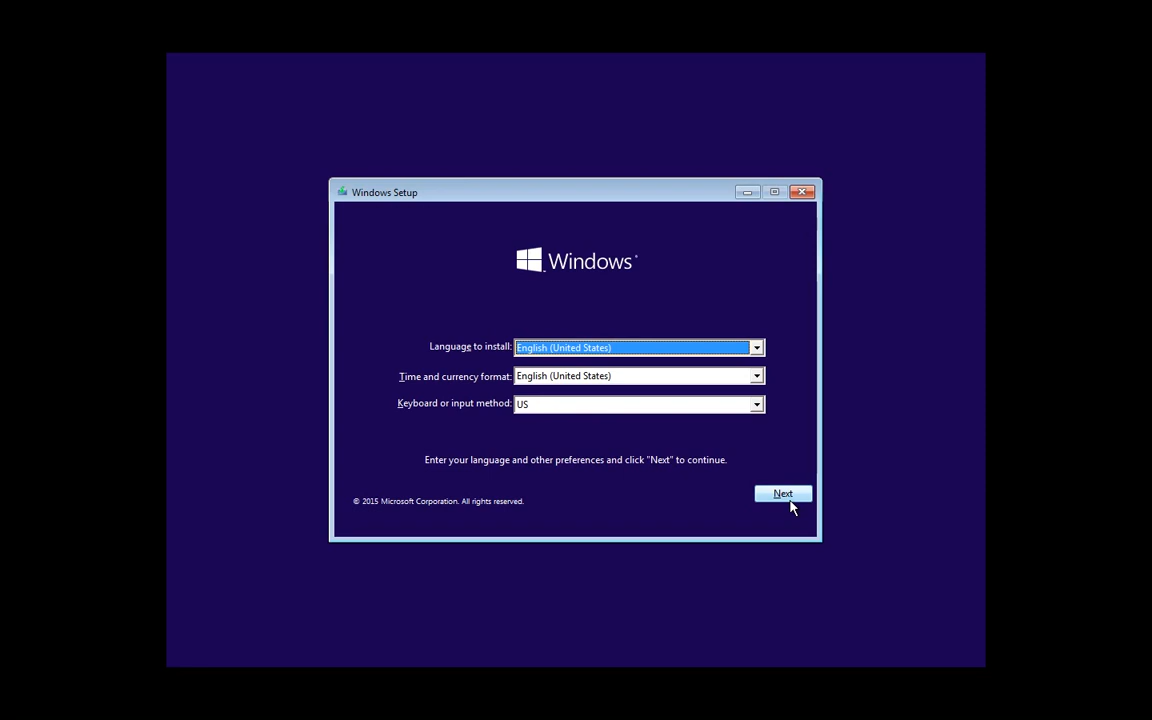 Windows Setup
Windows
Language to install: English (United States)
Time and currency format: English (United States)
Keyboard or input method: US
Enter your language and other preferences and click "Next" to continue.
Next
© 2015 Microsoft Corporation. All rights reserved.